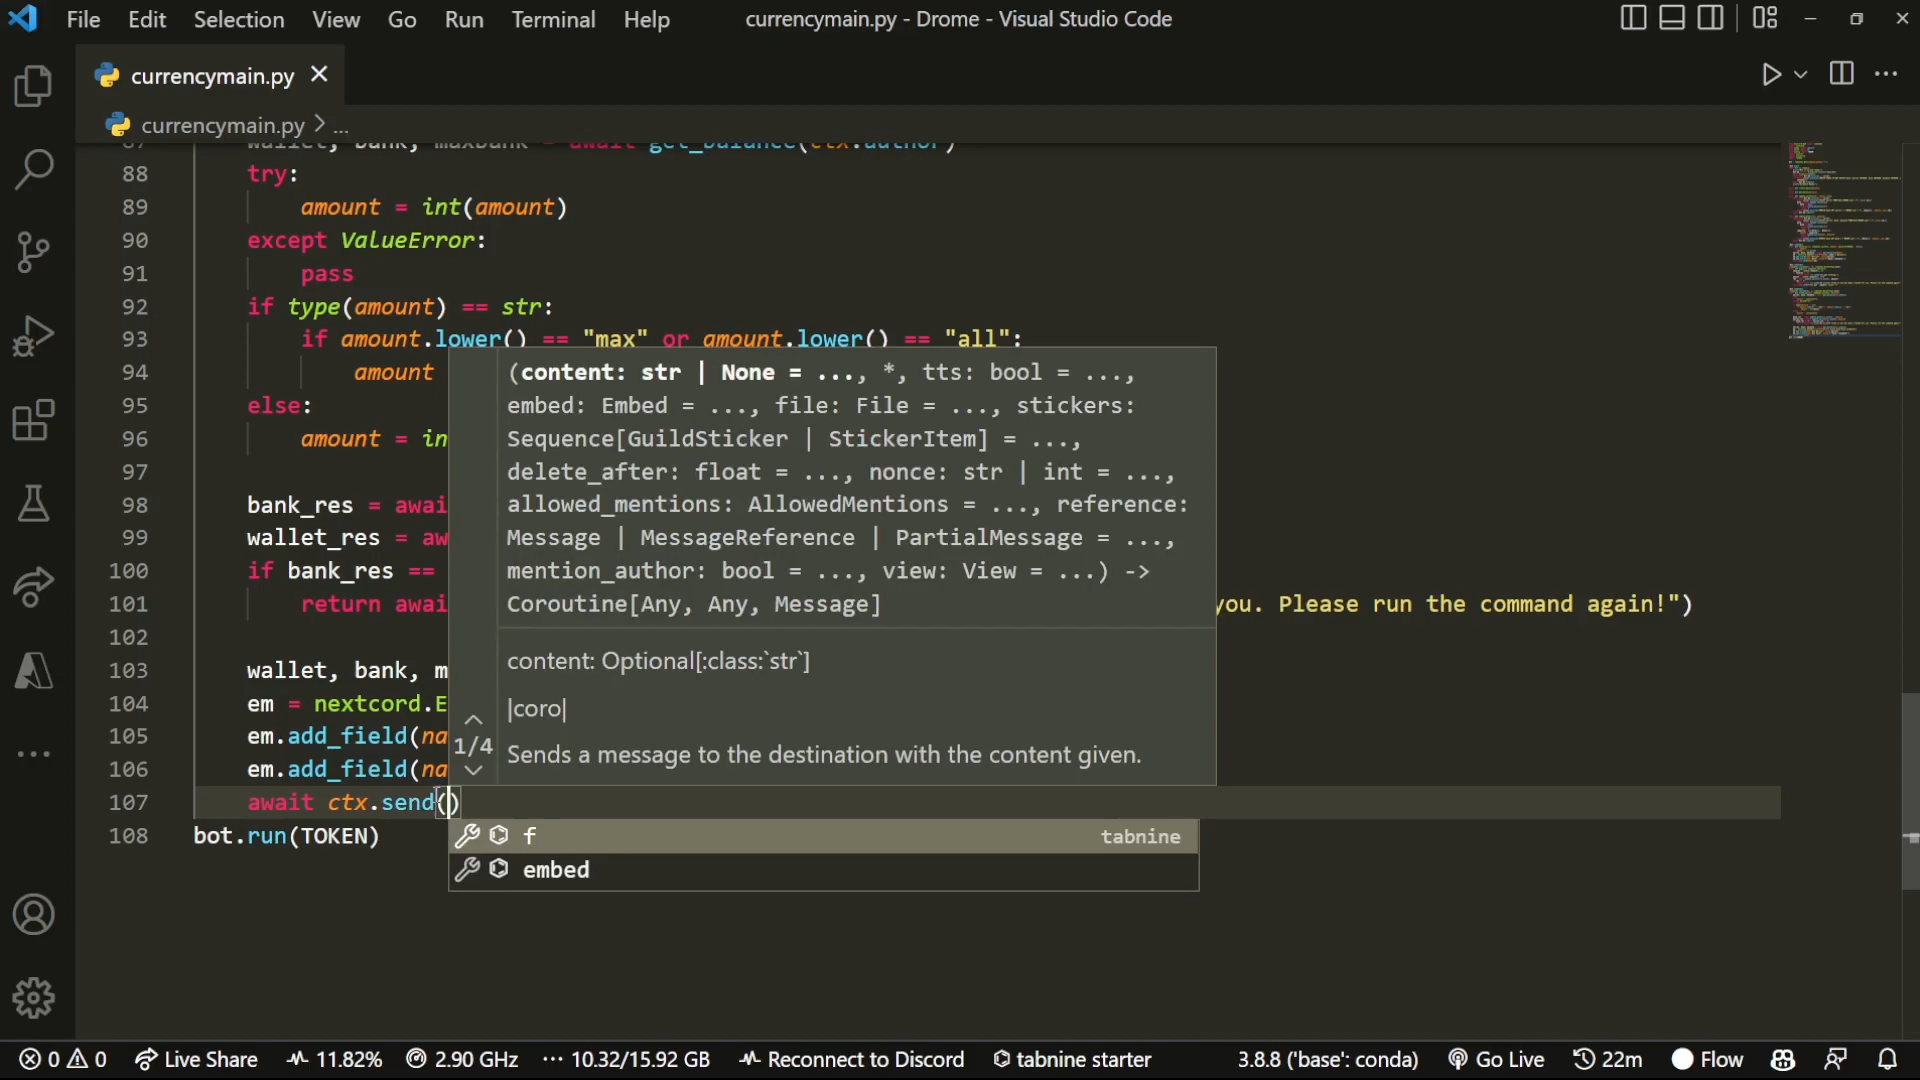 File Edit Selection View Go Run Terminal Help currencymain.py - Drome - Visual Studio Code
currencymain.py
currencymain.py > ...
wallet, bank, maxbank = await get_balance(ctx.author)
88 try:
89 amount = int(amount)
90 except ValueError:
91 pass
92 if type(amount) == str:
93 if amount.lower() == "max" or amount.lower() == "all":
94 amount
95 else:
96 amount = in
97
98 bank_res = awai
99 wallet_res = aw
100 if bank_res ==
101 return awai you. Please run the command again!")
102
103 wallet, bank, m
104 em = nextcord.E
105 em.add_field(na
106 em.add_field(na
107 await ctx.send()
108 bot.run(TOKEN)
(content: str | None = ..., *, tts: bool = ...,
embed: Embed = ..., file: File = ..., stickers:
Sequence[GuildSticker | StickerItem] = ...,
delete_after: float = ..., nonce: str | int = ...,
allowed_mentions: AllowedMentions = ..., reference:
Message | MessageReference | PartialMessage = ...,
mention_author: bool = ..., view: View = ...) ->
Coroutine[Any, Any, Message]
content: Optional[:class:`str`]
|coro|
1/4
Sends a message to the destination with the content given.
f tabnine
embed
0 0 Live Share 11.82% 2.90 GHz 10.32/15.92 GB Reconnect to Discord tabnine starter 3.8.8 ('base': conda) Go Live 22m Flow